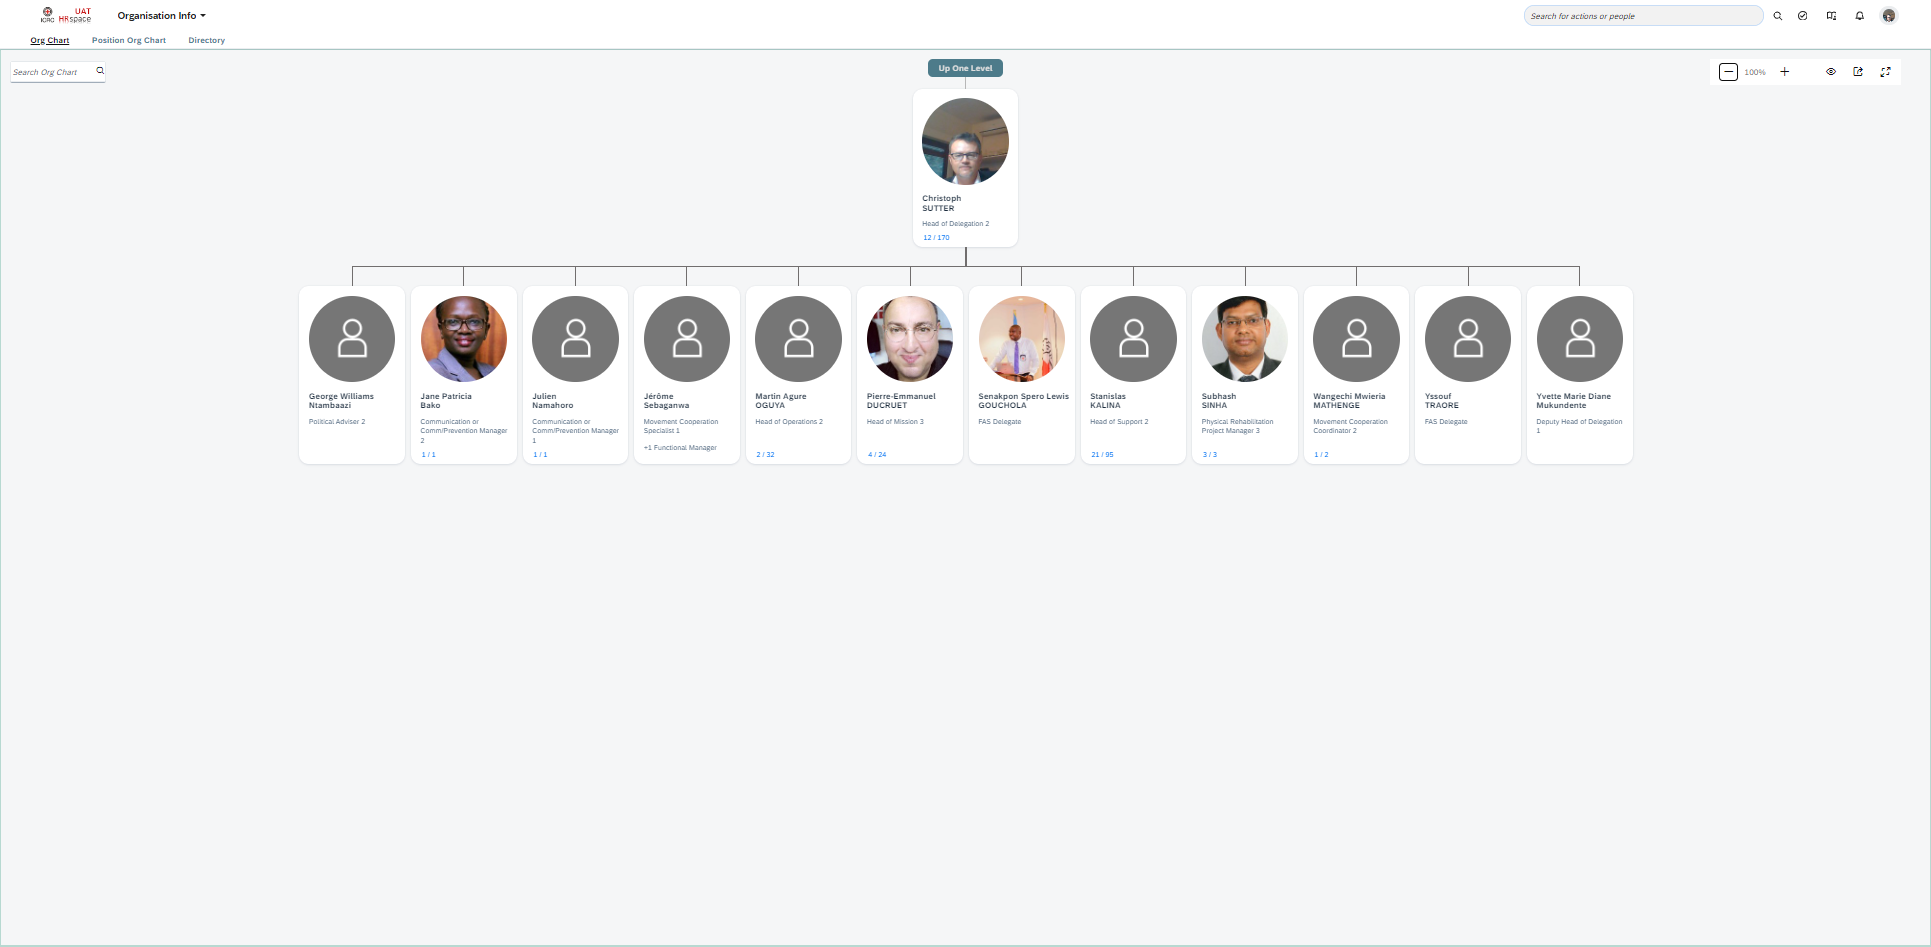 UAT
ICRC HRspace
Organisation Info
Search for actions or people
Org Chart
Position Org Chart
Directory
Search Org Chart
Up One Level
100%
Christoph
SUTTER
Head of Delegation 2
12 / 170
George Williams
Ntambaazi
Political Adviser 2
Jane Patricia
Bako
Communication or
Comm/Prevention Manager
2
1 / 1
Julien
Namahoro
Communication or
Comm/Prevention Manager
1
1 / 1
Jérôme
Sebaganwa
Movement Cooperation
Specialist 1
+1 Functional Manager
Martin Agure
OGUYA
Head of Operations 2
2 / 32
Pierre-Emmanuel
DUCRUET
Head of Mission 3
4 / 24
Senakpon Spero Lewis
GOUCHOLA
FAS Delegate
Stanislas
KALINA
Head of Support 2
21 / 95
Subhash
SINHA
Physical Rehabilitation
Project Manager 3
3 / 3
Wangechi Mwieria
MATHENGE
Movement Cooperation
Coordinator 2
1 / 2
Yssouf
TRAORE
FAS Delegate
Yvette Marie Diane
Mukundente
Deputy Head of Delegation
1